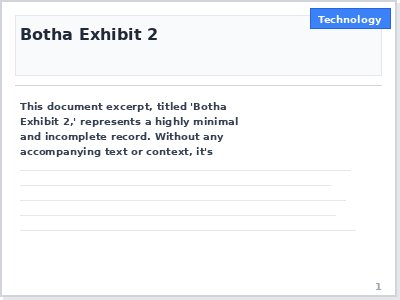 Technology
Botha Exhibit 2
This document excerpt, titled 'Botha
Exhibit 2,' represents a highly minimal
and incomplete record. Without any
accompanying text or context, it's
1